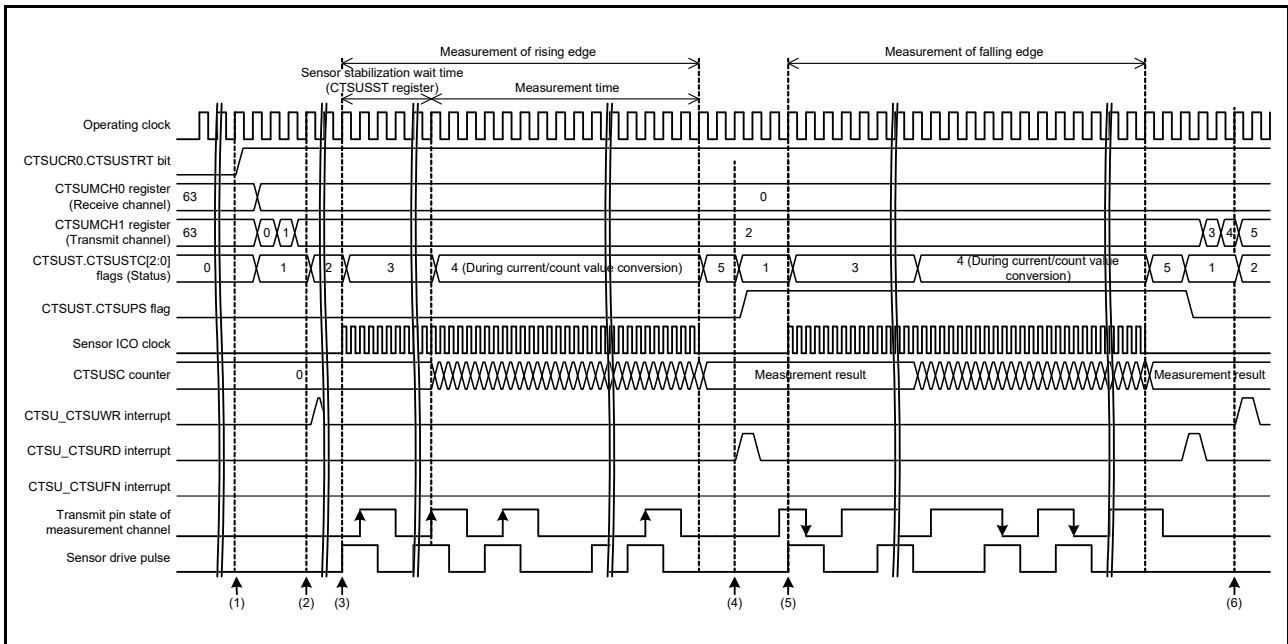 Measurement of rising edge
Measurement of falling edge
Sensor stabilization wait time
(CTSUSST register)
Measurement time
Operating clock
CTSUCR0.CTSUSTRT bit
CTSUMCH0 register
(Receive channel)
63
0
CTSUMCH1 register
(Transmit channel)
63 0 1 2 3 4 5
CTSUST.CTSUSTC[2:0]
flags (Status)
0 1 2 3 4 (During current/count value conversion) 5 1 3 4 (During current/count value
conversion) 5 1 2
CTSUST.CTSUPS flag
Sensor ICO clock
CTSUSC counter
0 Measurement result Measurement result
CTSU_CTSUWR interrupt
CTSU_CTSURD interrupt
CTSU_CTSUFN interrupt
Transmit pin state of
measurement channel
Sensor drive pulse
(1) (2) (3) (4) (5) (6)